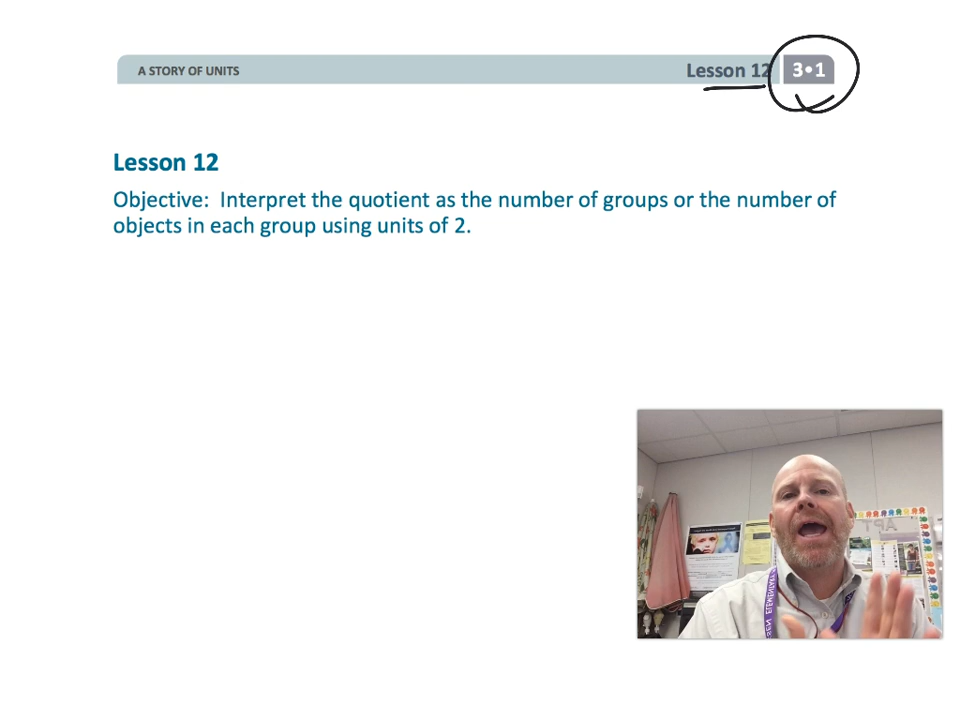 A STORY OF UNITS
Lesson 12
3•1
Lesson 12
Objective: Interpret the quotient as the number of groups or the number of
objects in each group using units of 2.